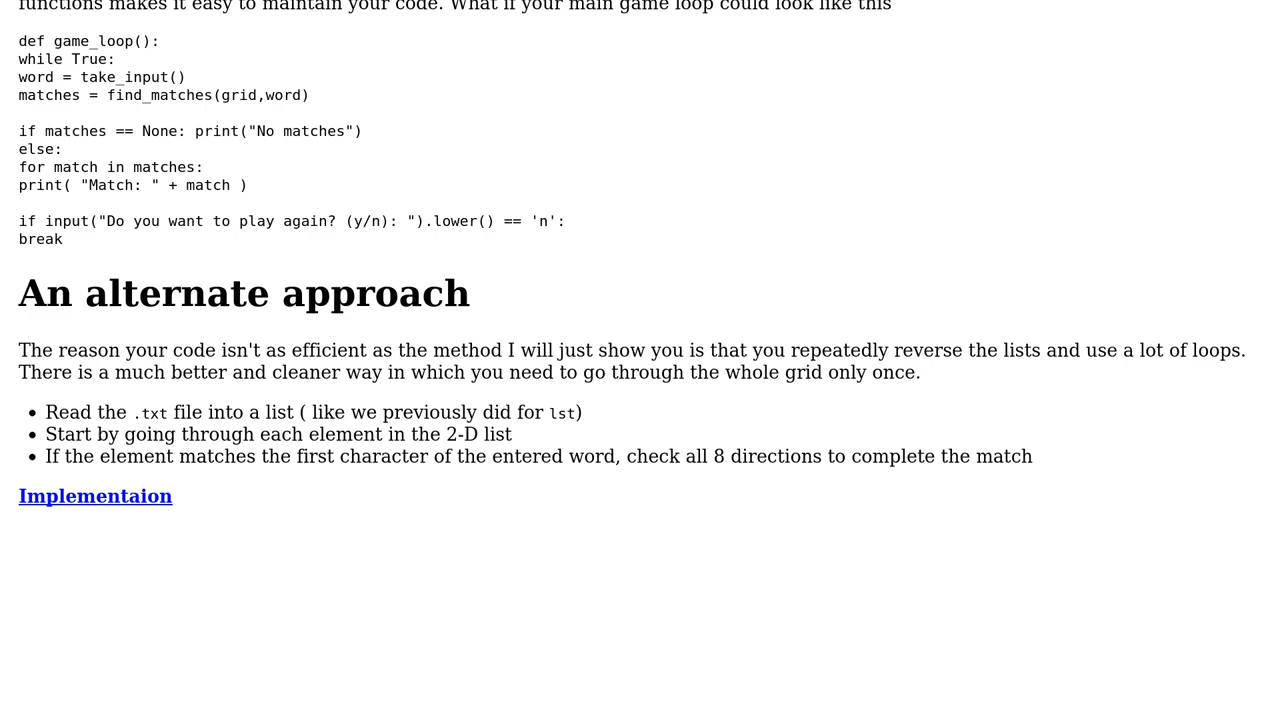 functions makes it easy to maintain your code. What if your main game loop could look like this
def game_loop():
while True:
word = take_input()
matches = find_matches(grid,word)
if matches == None: print("No matches")
else:
for match in matches:
print( "Match: " + match )
if input("Do you want to play again? (y/n): ").lower() == 'n':
break
An alternate approach
The reason your code isn't as efficient as the method I will just show you is that you repeatedly reverse the lists and use a lot of loops.
There is a much better and cleaner way in which you need to go through the whole grid only once.
• Read the .txt file into a list ( like we previously did for lst)
• Start by going through each element in the 2-D list
• If the element matches the first character of the entered word, check all 8 directions to complete the match
Implementaion